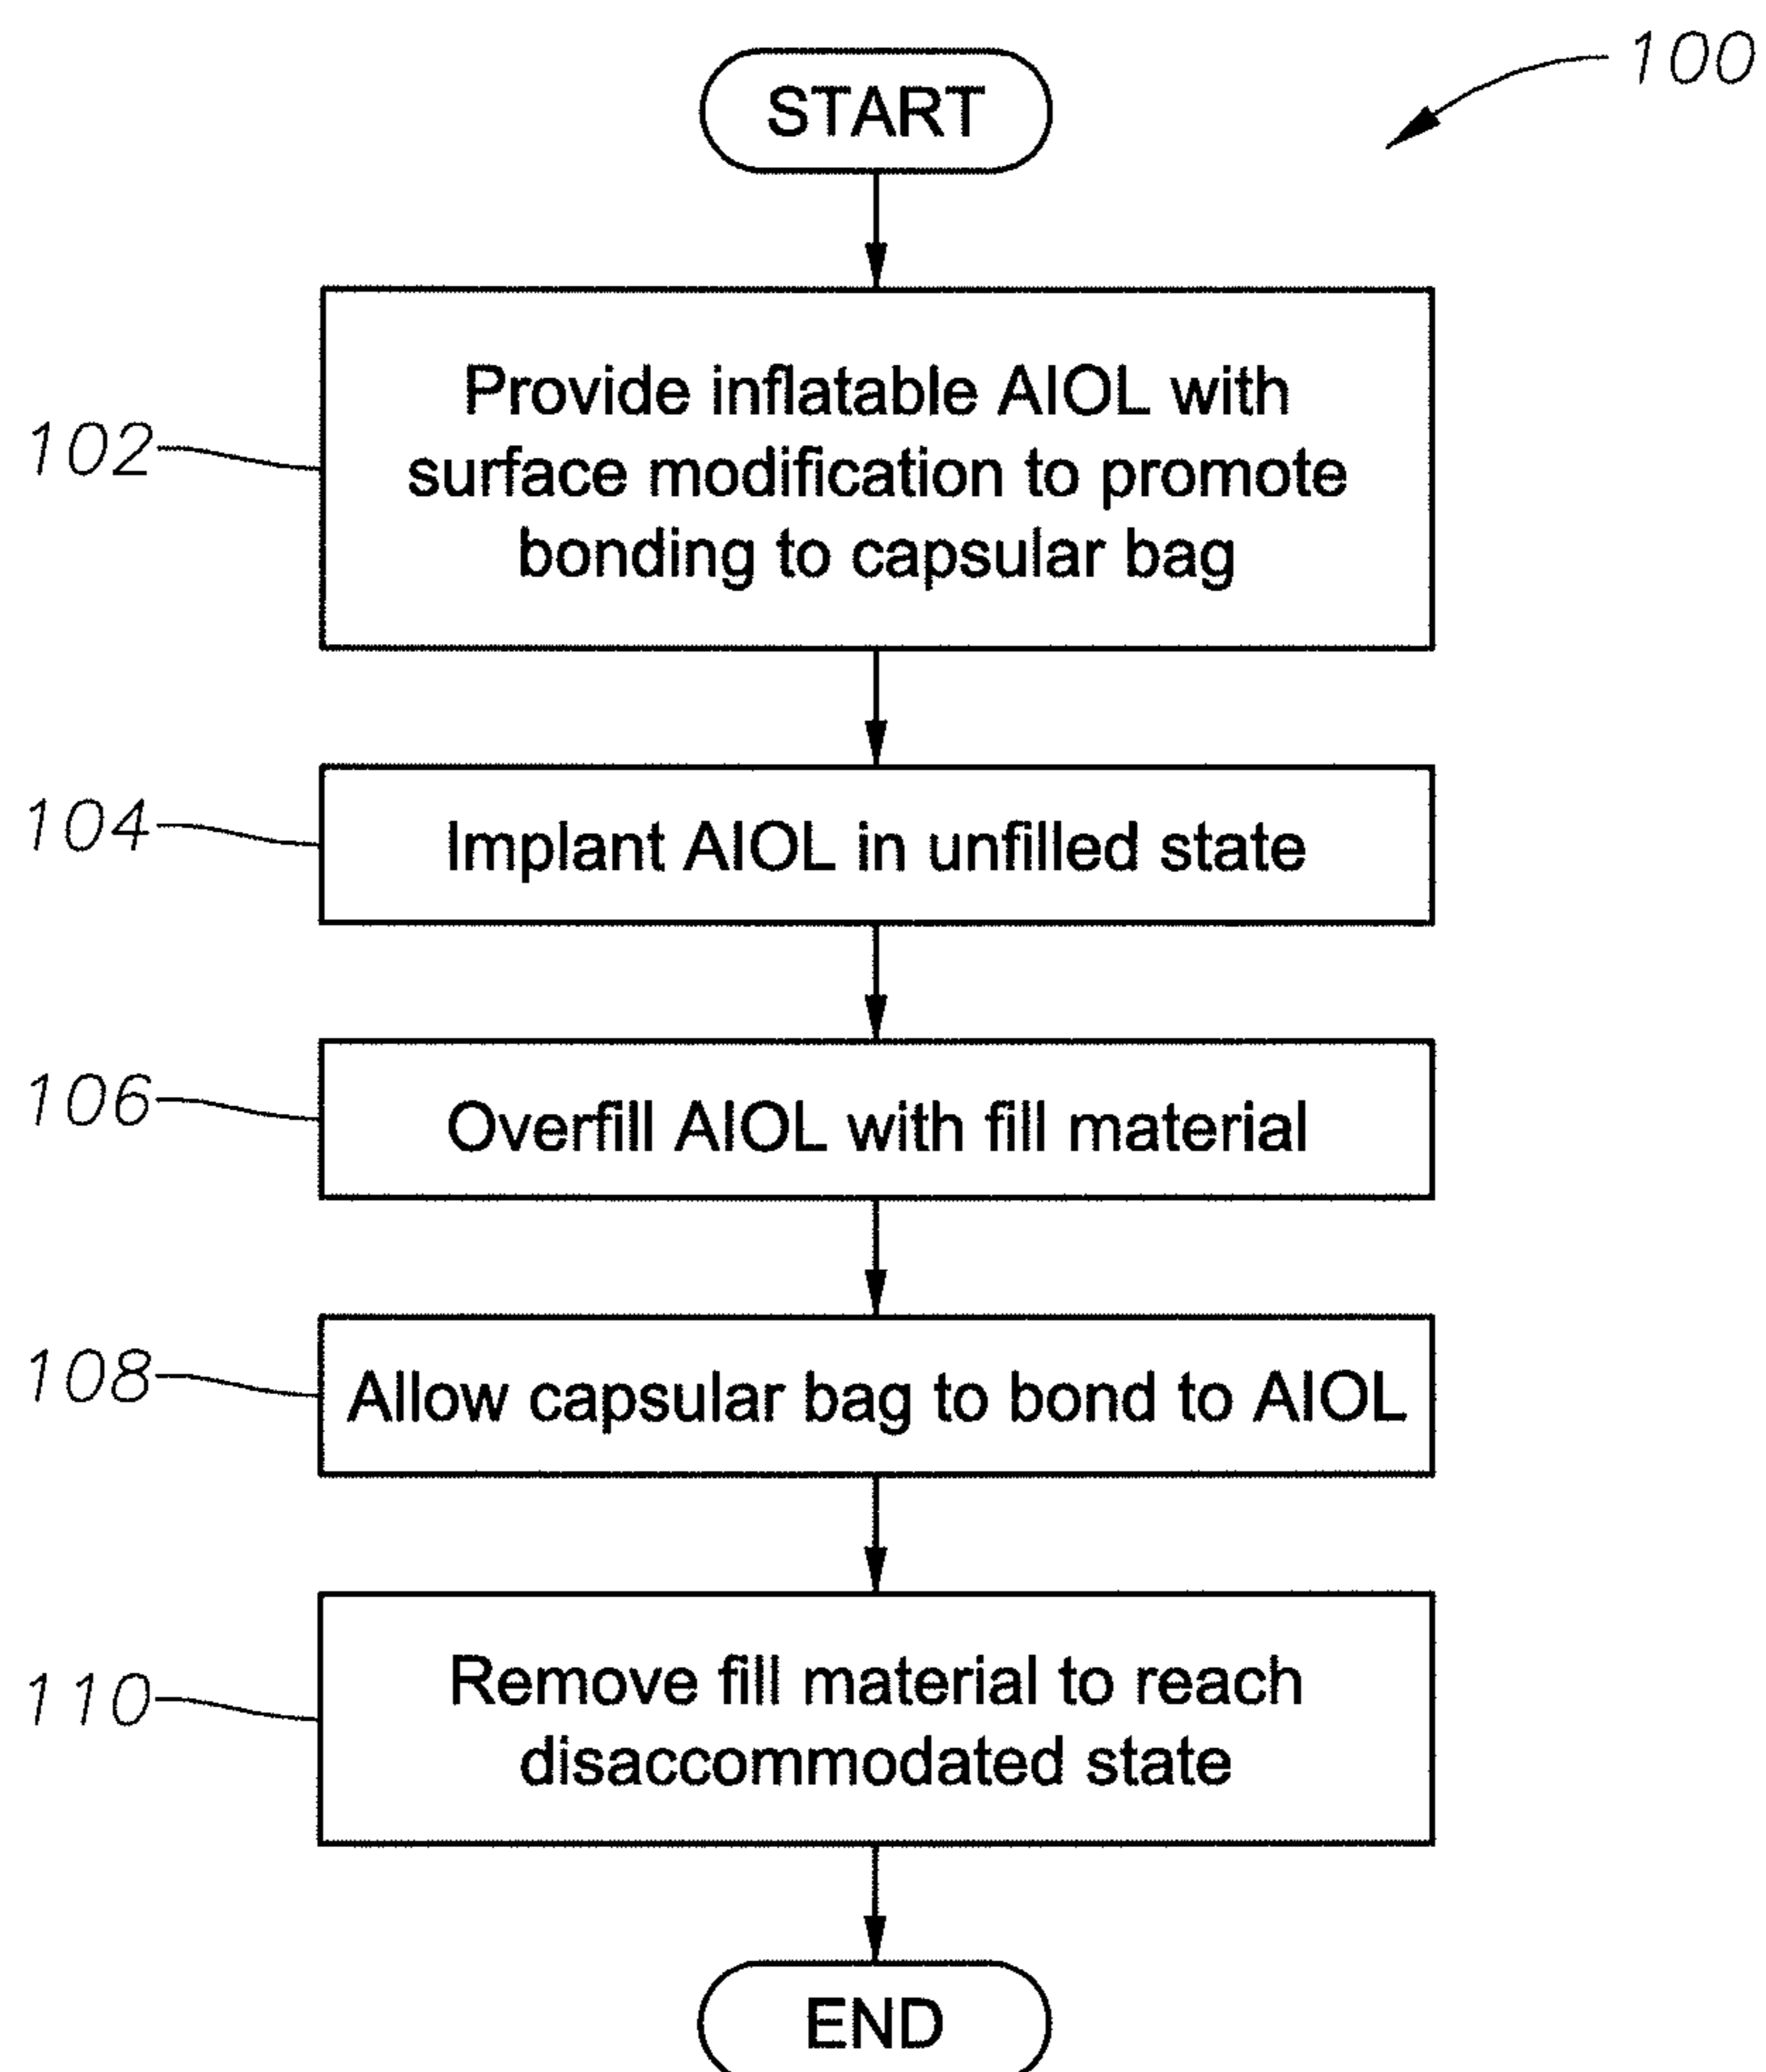 100
START
102
Provide inflatable AIOL with
surface modification to promote
bonding to capsular bag
104
Implant AIOL in unfilled state
106
Overfill AIOL with fill material
108
Allow capsular bag to bond to AIOL
110
Remove fill material to reach
disaccommodated state
END